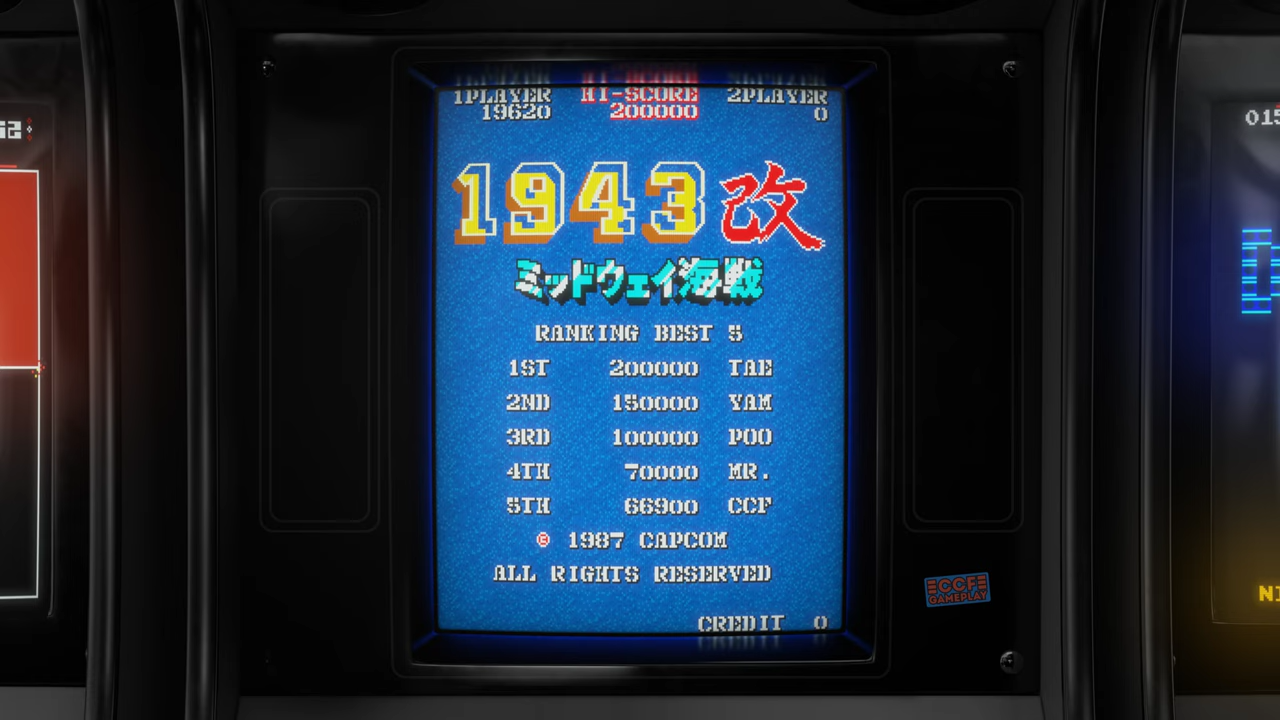 1PLAYER HI-SCORE 2PLAYER
19620 200000 0
1943改
ミッドウェイ海戦
RANKING BEST 5
1ST 200000 TAE
2ND 150000 YAM
3RD 100000 POO
4TH 70000 MR.
5TH 66900 CCF
© 1987 CAPCOM
ALL RIGHTS RESERVED
CREDIT 0
CCF
GAMEPLAY
015